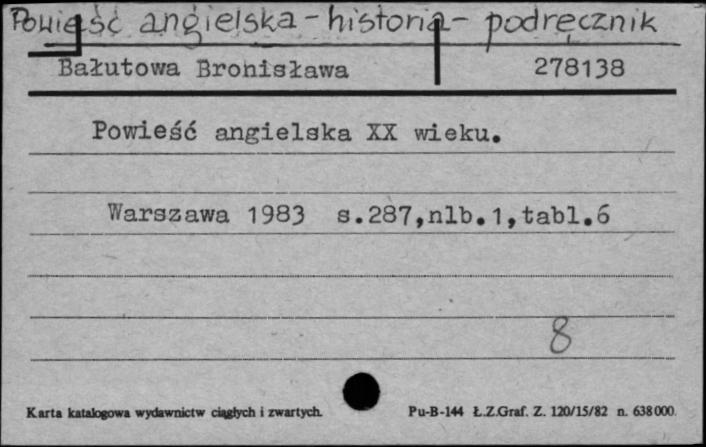 Powieść angielska - historia - podręcznik
Bałutowa Bronisława 278138
Powieść angielska XX wieku.
Warszawa 1983 s.287,nlb.1,tabl.6
8
Karta katalogowa wydawnictw ciągłych i zwartych. Pu-B-144 Ł.Z.Graf. Z. 120/15/82 n. 638000.